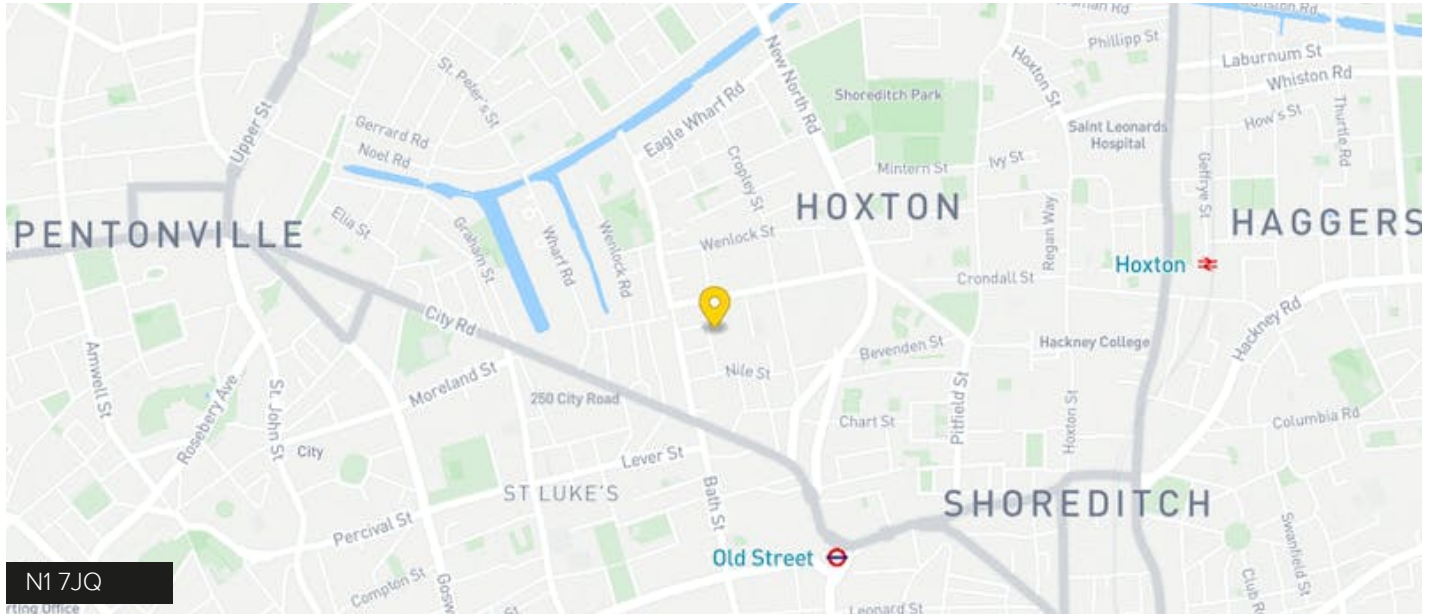 New North Rd
Phillipp St
Laburnum St
Whiston Rd
Hoxton St
Shoreditch Park
How's St
Thurtle Rd
Saint Leonards
Hospital
St. Peter's St
Upper St
Gerrard Rd
Noel Rd
Eagle Wharf Rd
Cropley St
Mintern St
Ivy St
Geffrye St
HOXTON
HAGGERS
PENTONVILLE
Elia St
Graham St
Wharf Rd
Wenlock Rd
Wenlock St
Regan Way
Hoxton
Crondall St
City Rd
Hackney Rd
Bevenden St
Hackney College
Nile St
Amwell St
Rosebery Ave
St. John St
Moreland St
250 City Road
Chart St
Pitfield St
Hoxton St
Columbia Rd
City
Lever St
ST LUKE'S
Bath St
SHOREDITCH
Percival St
Swanfield St
Old Street
N1 7JQ
Compton St
Gosw
St
Leonard St
Club R
rting Office